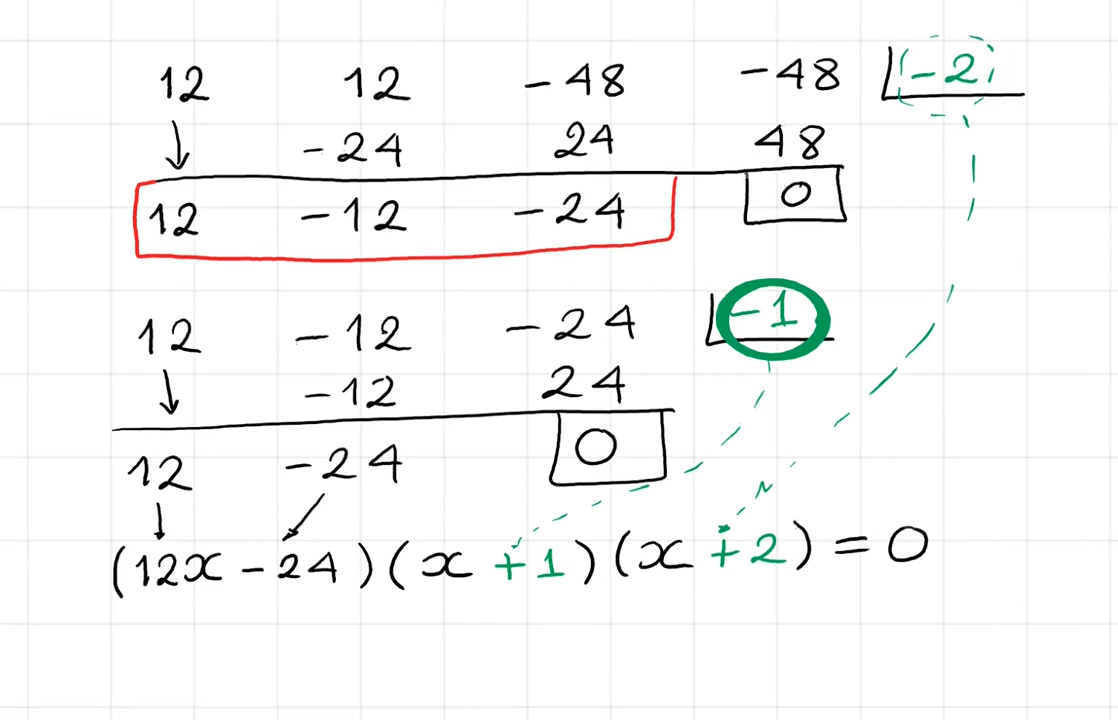 12 12 -48 -48 -2
-24 24 48
12 -12 -24 0
12 -12 -24 -1
-12 24
12 -24 0
(12x - 24)(x + 1)(x + 2) = 0